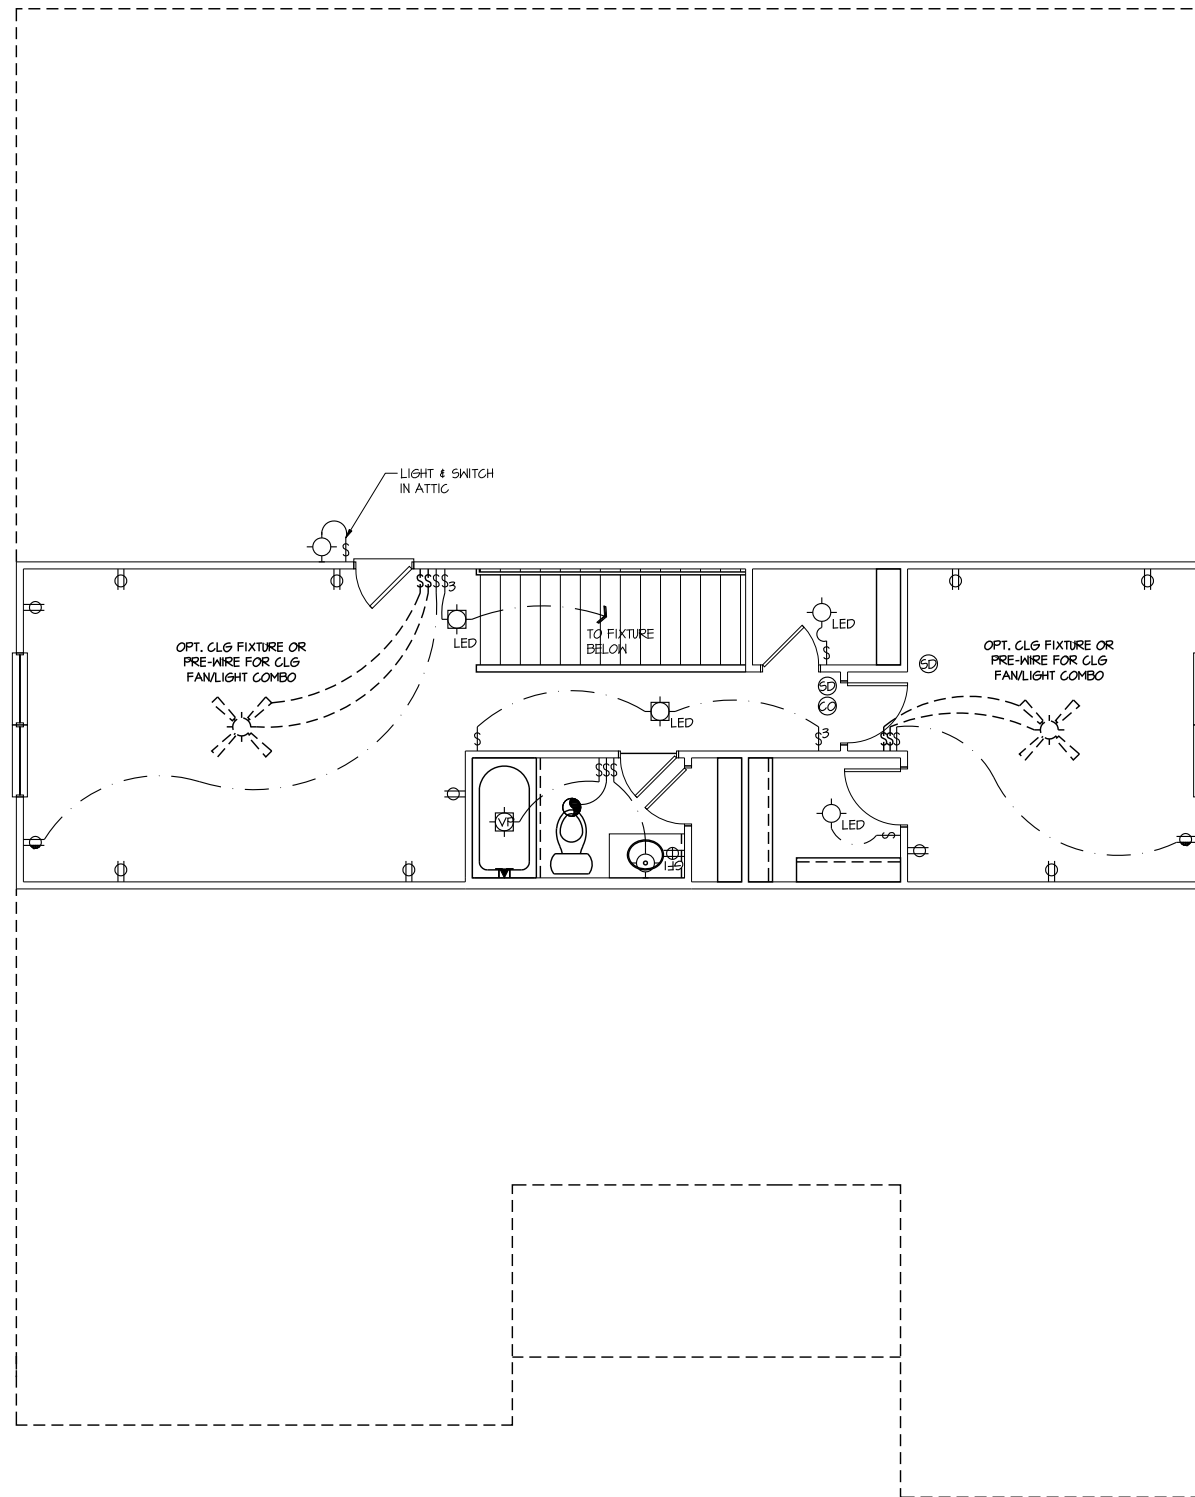 LIGHT & SWITCH
IN ATTIC
S
S S S S3
LED
TO FIXTURE
BELOW
LED
S
OPT. CLG FIXTURE OR
PRE-WIRE FOR CLG
FAN/LIGHT COMBO
OPT. CLG FIXTURE OR
PRE-WIRE FOR CLG
FAN/LIGHT COMBO
SD
SD
CO
LED
S
S3
S S S
S S S
VF
LED
S
GFI